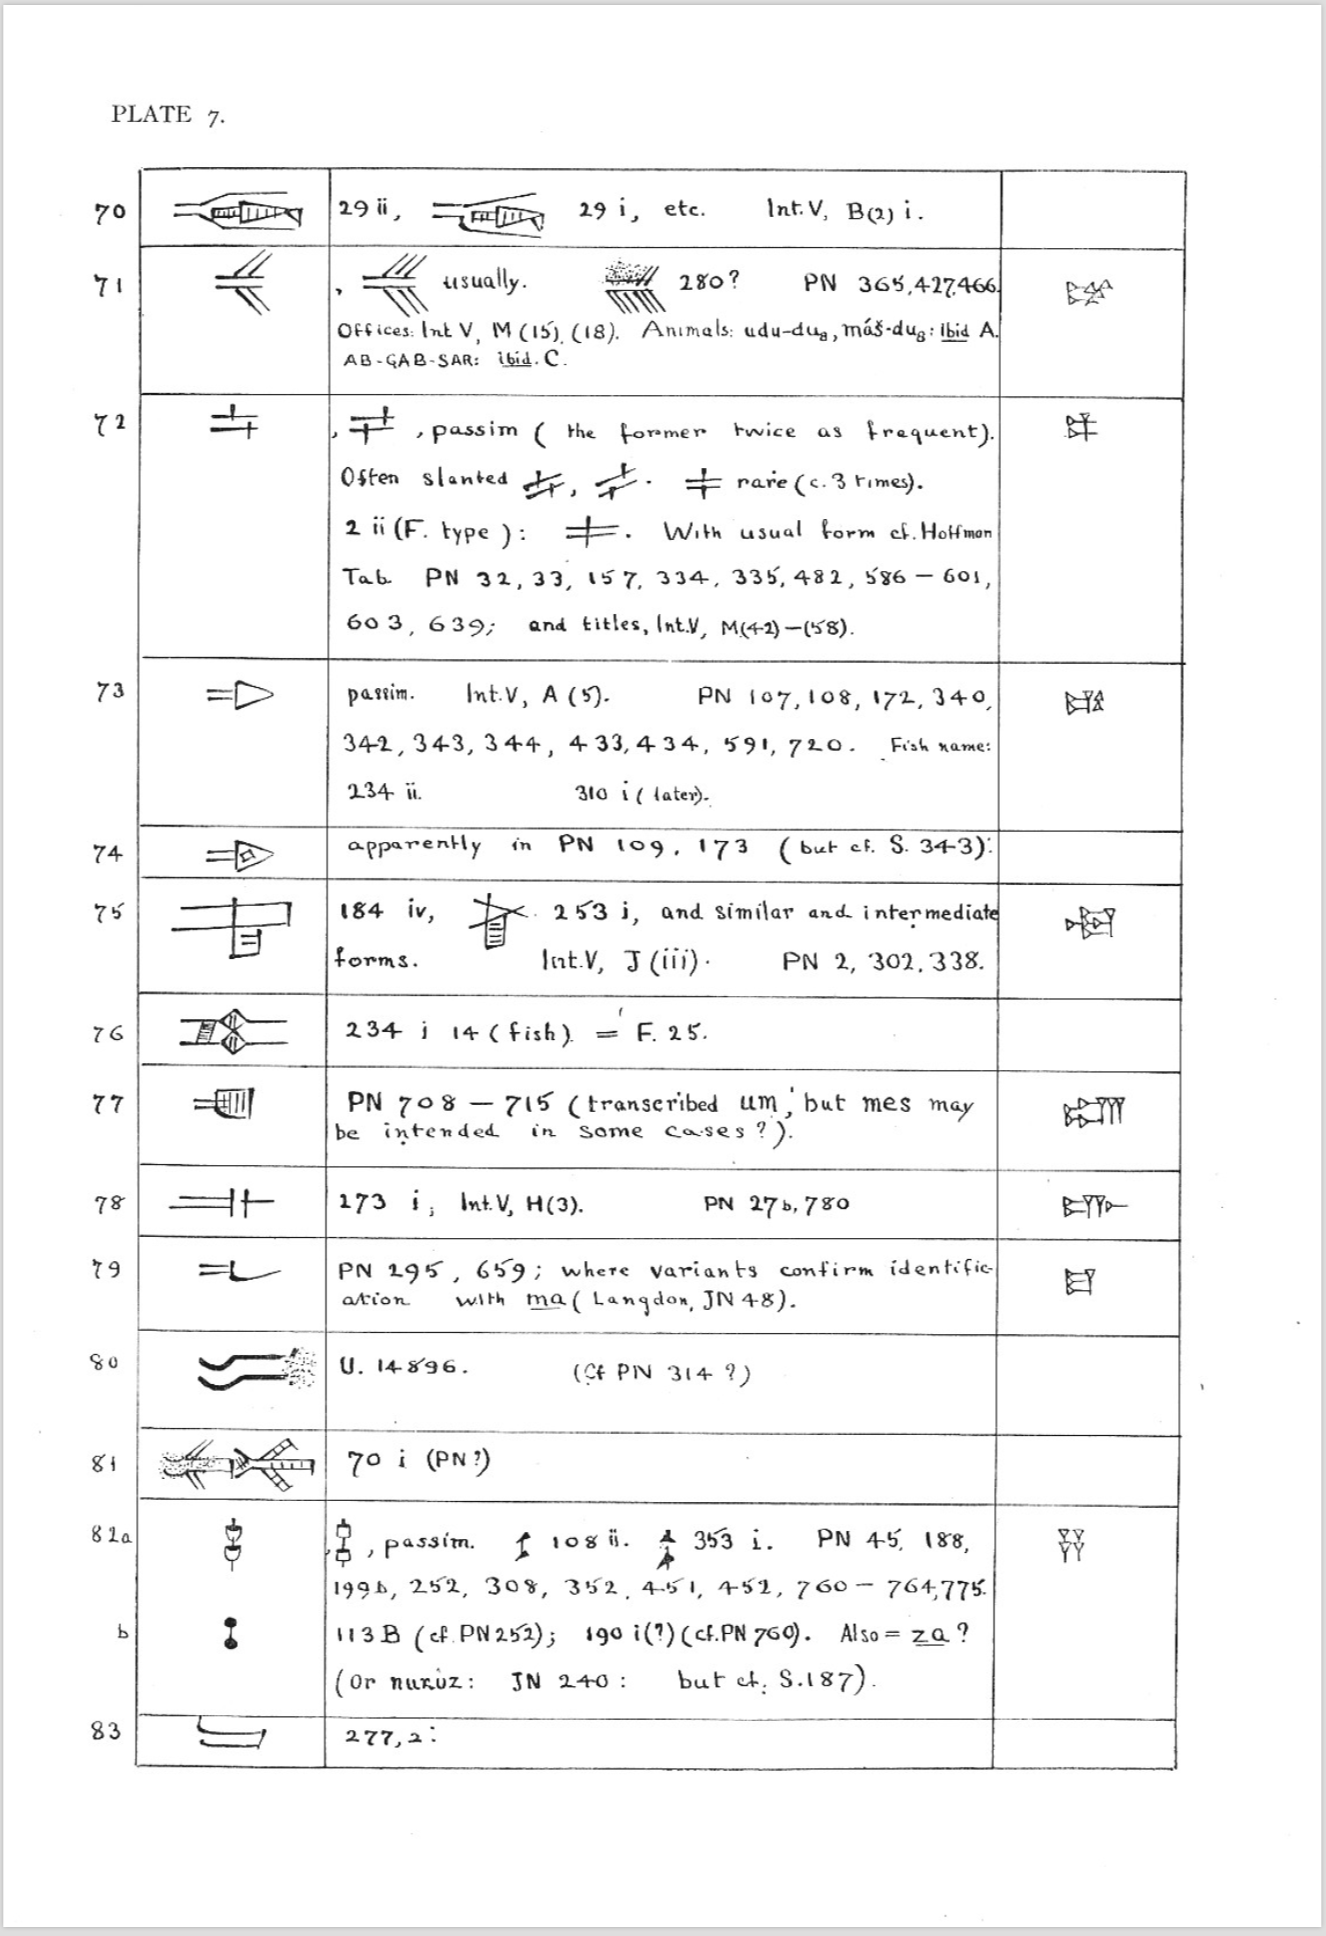 PLATE 7.
70 29 ii, 29 i, etc. Int. V, B(2) i.
71 , usually. 280? PN 365, 427, 466.
Offices: Int V, M (15), (18). Animals: udu-du₈, máš-du₈: ibid A.
AB-GAB-SAR: ibid. C.
72 , , passim ( the former twice as frequent).
Often slanted , . rare (c. 3 times).
2 ii (F. type ): . With usual form cf. Hoffman
Tab. PN 32, 33, 157, 334, 335, 482, 586 – 601,
603, 639; and titles, Int.V, M(42) – (58).
73 passim. Int.V, A (5). PN 107, 108, 172, 340,
342, 343, 344, 433, 434, 591, 720. Fish name:
234 ii. 310 i ( later).
74 apparently in PN 109, 173 ( but cf. S. 343).
75 184 iv, 253 i, and similar and intermediate
forms. Int.V, J (iii). PN 2, 302, 338.
76 234 i 14 ( fish) = F. 25.
77 PN 708 – 715 ( transcribed um, but mes may
be intended in some cases ? ).
78 273 i, Int.V, H(3). PN 27b, 780
79 PN 295, 659; where variants confirm identific-
ation with ma ( Langdon, JN 48).
80 U. 14896. (Cf PN 314 ?)
81 70 i (PN ?)
82a , , passim. 108 ii. 353 i. PN 45, 188,
199b, 252, 308, 352, 451, 452, 760 – 764, 775.
b 113 B ( cf. PN 252); 190 i(?) (cf. PN 760). Also = za ?
( Or nunuz: JN 240 : but cf. S. 187).
83 277, 2.